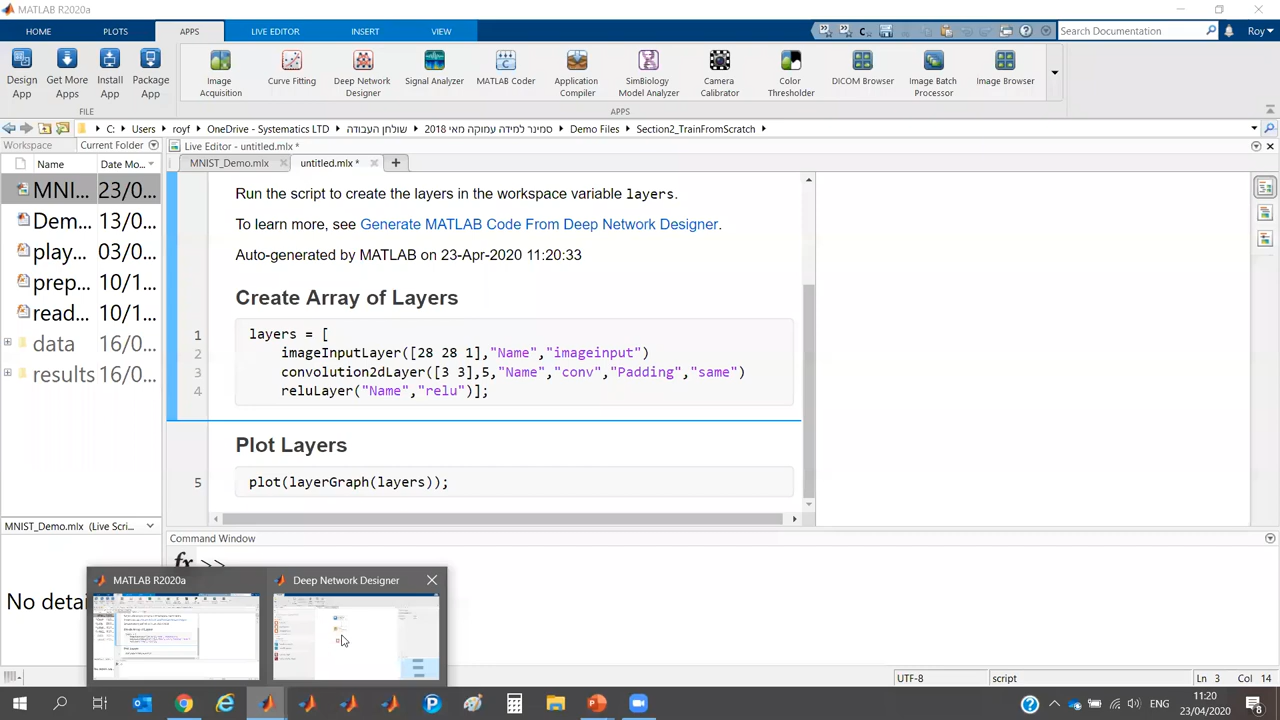 MATLAB R2020a
HOME
PLOTS
APPS
LIVE EDITOR
INSERT
VIEW
Search Documentation
Roy
Design App
Get More Apps
Install App
Package App
Image Acquisition
Curve Fitting
Deep Network Designer
Signal Analyzer
MATLAB Coder
Application Compiler
SimBiology Model Analyzer
Camera Calibrator
Color Thresholder
DICOM Browser
Image Batch Processor
Image Browser
FILE
APPS
C: Users royf OneDrive - Systematics LTD שולחן העבודה סמינר למידה עמוקה מאי 2018 Demo Files Section2_TrainFromScratch
Workspace
Current Folder
Live Editor - untitled.mlx *
Name
Date Mo...
MNIST_Demo.mlx
untitled.mlx *
MNI... 23/0...
Dem... 13/0...
play... 03/0...
prep... 10/1...
read... 10/1...
data 16/0...
results 16/0...
Run the script to create the layers in the workspace variable layers.
To learn more, see Generate MATLAB Code From Deep Network Designer.
Auto-generated by MATLAB on 23-Apr-2020 11:20:33
Create Array of Layers
1 layers = [
2 imageInputLayer([28 28 1],"Name","imageinput")
3 convolution2dLayer([3 3],5,"Name","conv","Padding","same")
4 reluLayer("Name","relu")];
Plot Layers
5 plot(layerGraph(layers));
MNIST_Demo.mlx (Live Scri...
No detai
Command Window
fx >>
MATLAB R2020a
Deep Network Designer
UTF-8
script
Ln 3 Col 14
ENG
11:20
23/04/2020
8